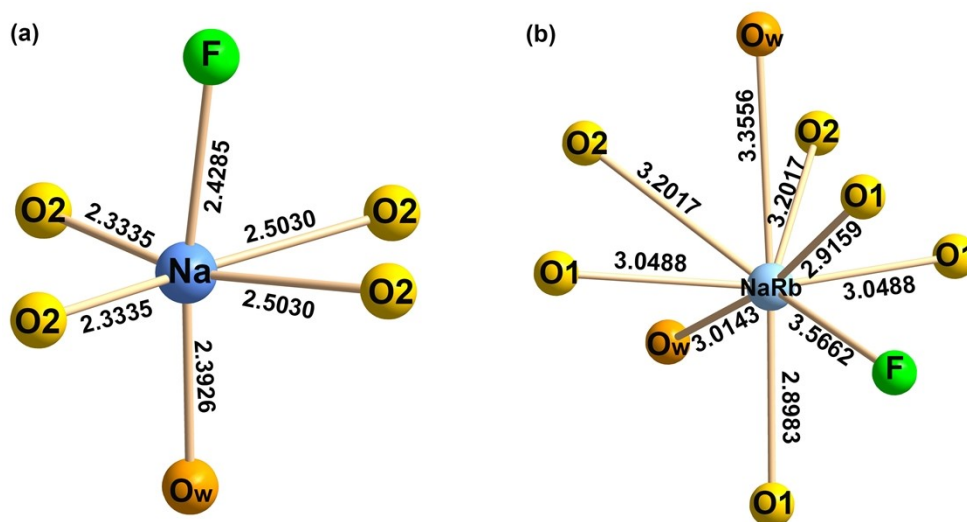 (a)
F
2.4285
O2
2.3335
2.5030
O2
Na
O2
2.3335
2.5030
O2
2.3926
Ow
(b)
Ow
3.3556
O2
O2
3.2017
3.2017
O1
2.9159
O1
3.0488
NaRb
3.0488
O1
Ow
3.0143
3.5662
F
2.8983
O1